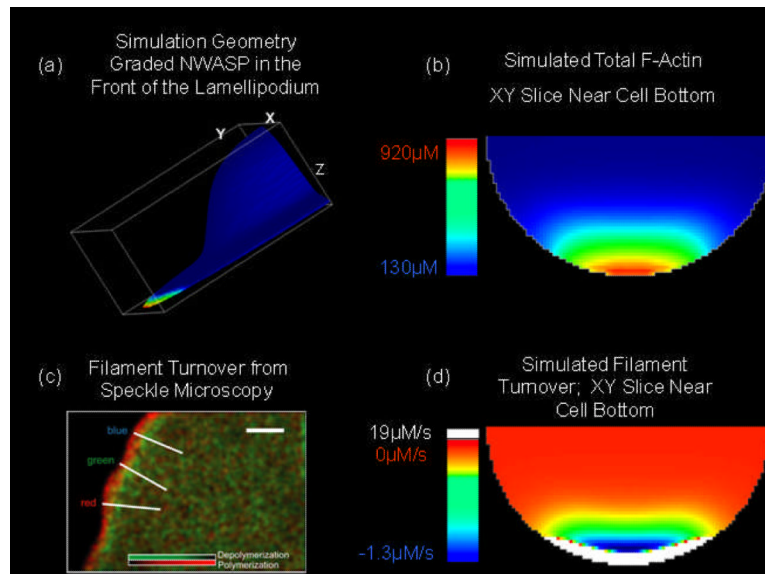 (a)
Simulation Geometry
Graded NWASP in the
Front of the Lamellipodium
X
Y
Z
(b)
Simulated Total F-Actin
XY Slice Near Cell Bottom
920µM
130µM
(c)
Filament Turnover from
Speckle Microscopy
blue
green
red
Depolymerization
Polymerization
(d)
Simulated Filament
Turnover; XY Slice Near
Cell Bottom
19µM/s
0µM/s
-1.3µM/s